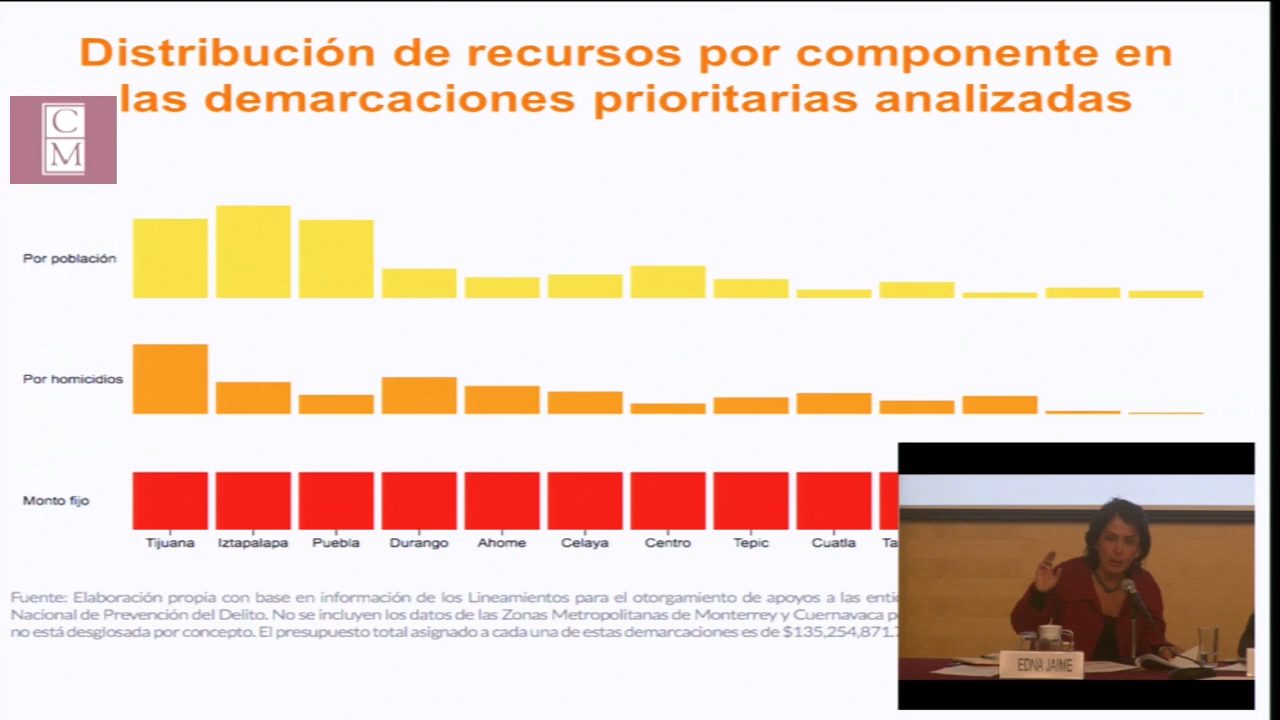 Distribución de recursos por componente en
las demarcaciones prioritarias analizadas
C
M
Por población
Por homicidios
Monto fijo
Tijuana Iztapalapa Puebla Durango Ahome Celaya Centro Tepic Cuatla
Fuente: Elaboración propia con base en información de los Lineamientos para el otorgamiento de apoyos a las
Nacional de Prevención del Delito. No se incluyen los datos de las Zonas Metropolitanas de Monterrey y Cuernavaca
no está desglosada por concepto. El presupuesto total asignado a cada una de estas demarcaciones es de $135,254,871.
EDNA JAIME